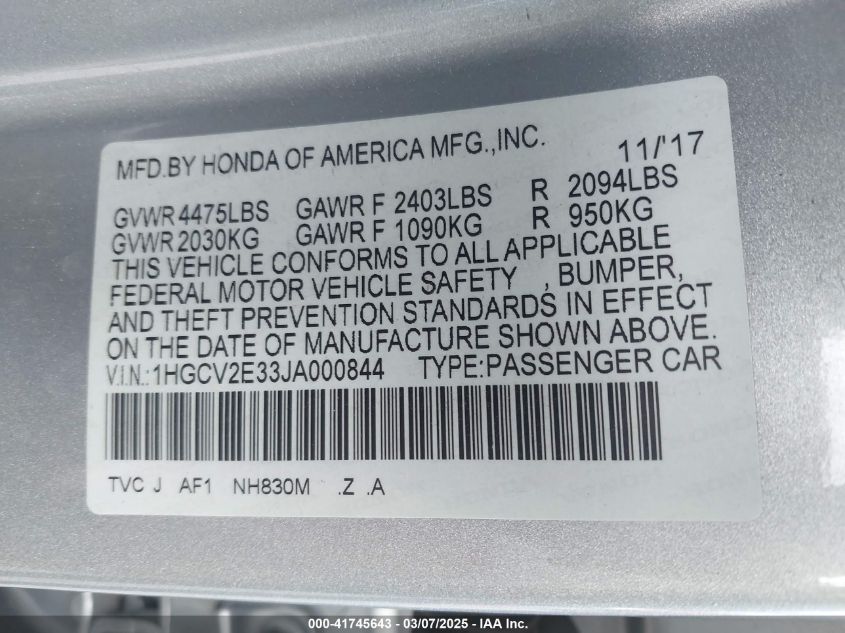 MFD.BY HONDA OF AMERICA MFG.,INC. 11/'17
GVWR 4475LBS GAWR F 2403LBS R 2094LBS
GVWR 2030KG GAWR F 1090KG R 950KG
THIS VEHICLE CONFORMS TO ALL APPLICABLE
FEDERAL MOTOR VEHICLE SAFETY , BUMPER,
AND THEFT PREVENTION STANDARDS IN EFFECT
ON THE DATE OF MANUFACTURE SHOWN ABOVE.
V.I.N.:1HGCV2E33JA000844 TYPE:PASSENGER CAR
TVC J AF1 NH830M .Z .A
000-41745643 - 03/07/2025 - IAA Inc.